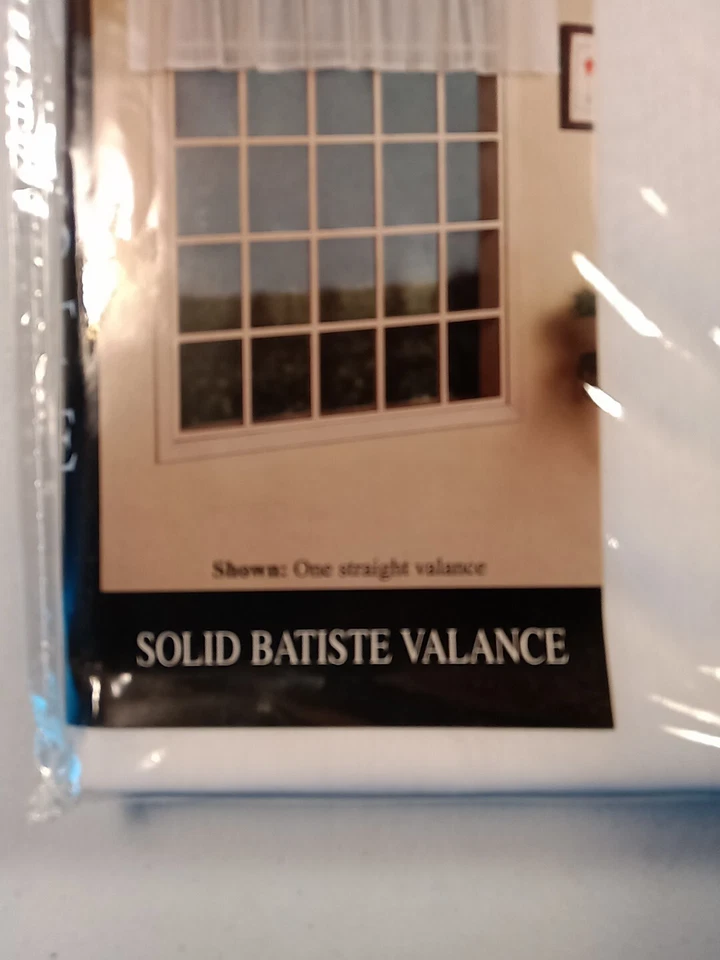 Shown: One straight valance
SOLID BATISTE VALANCE